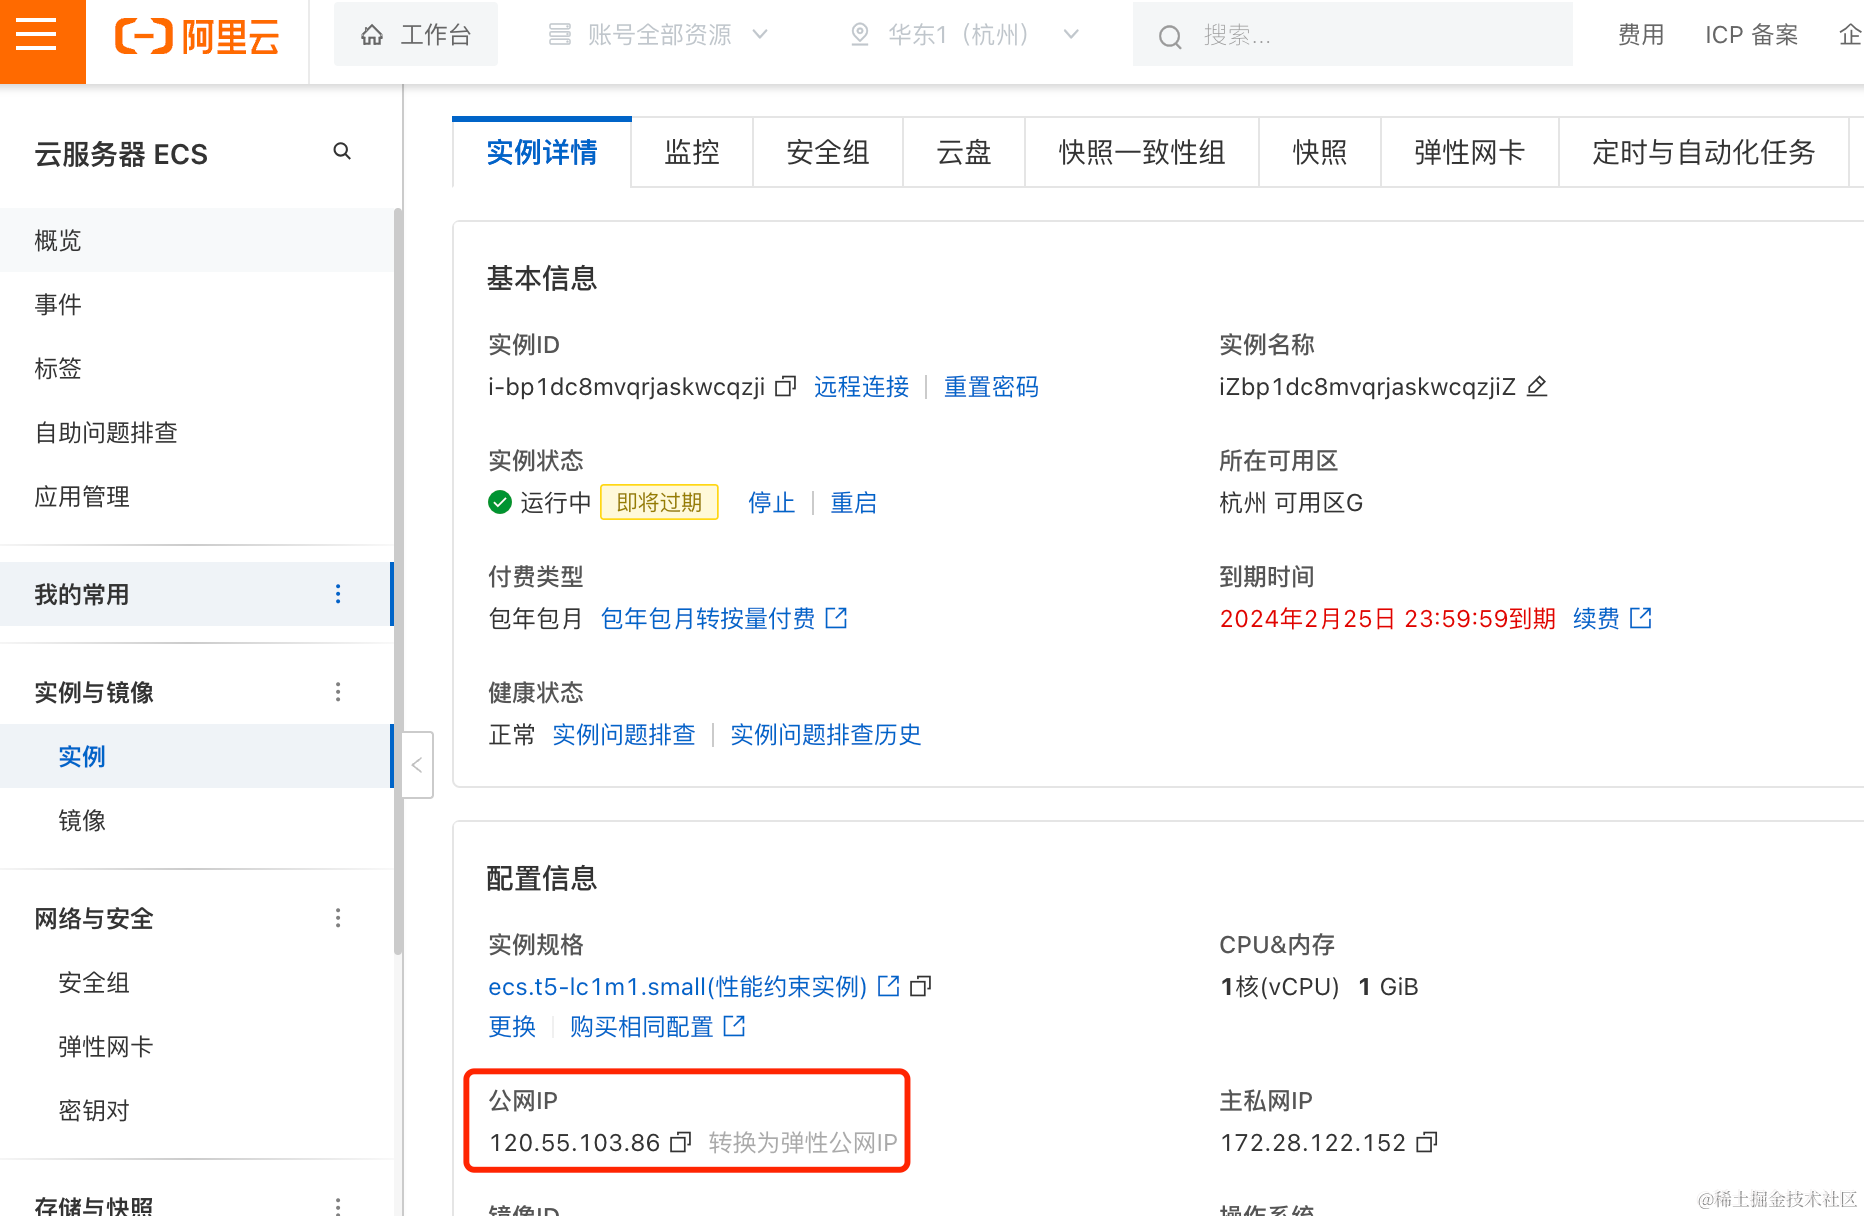 阿里云
工作台
账号全部资源
华东1（杭州）
搜索...
费用
ICP 备案
企
云服务器 ECS
概览
事件
标签
自助问题排查
应用管理
我的常用
实例与镜像
实例
镜像
网络与安全
安全组
弹性网卡
密钥对
存储与快照
实例详情
监控
安全组
云盘
快照一致性组
快照
弹性网卡
定时与自动化任务
基本信息
实例ID
i-bp1dc8mvqrjaskwcqzji 远程连接 重置密码
实例名称
iZbp1dc8mvqrjaskwcqzjiZ
实例状态
运行中 即将过期 停止 重启
所在可用区
杭州 可用区G
付费类型
包年包月 包年包月转按量付费
到期时间
2024年2月25日 23:59:59到期 续费
健康状态
正常 实例问题排查 实例问题排查历史
配置信息
实例规格
ecs.t5-lc1m1.small(性能约束实例)
更换 购买相同配置
CPU&内存
1核(vCPU) 1 GiB
公网IP
120.55.103.86 转换为弹性公网IP
主私网IP
172.28.122.152
镜像ID
操作系统
@稀土掘金技术社区